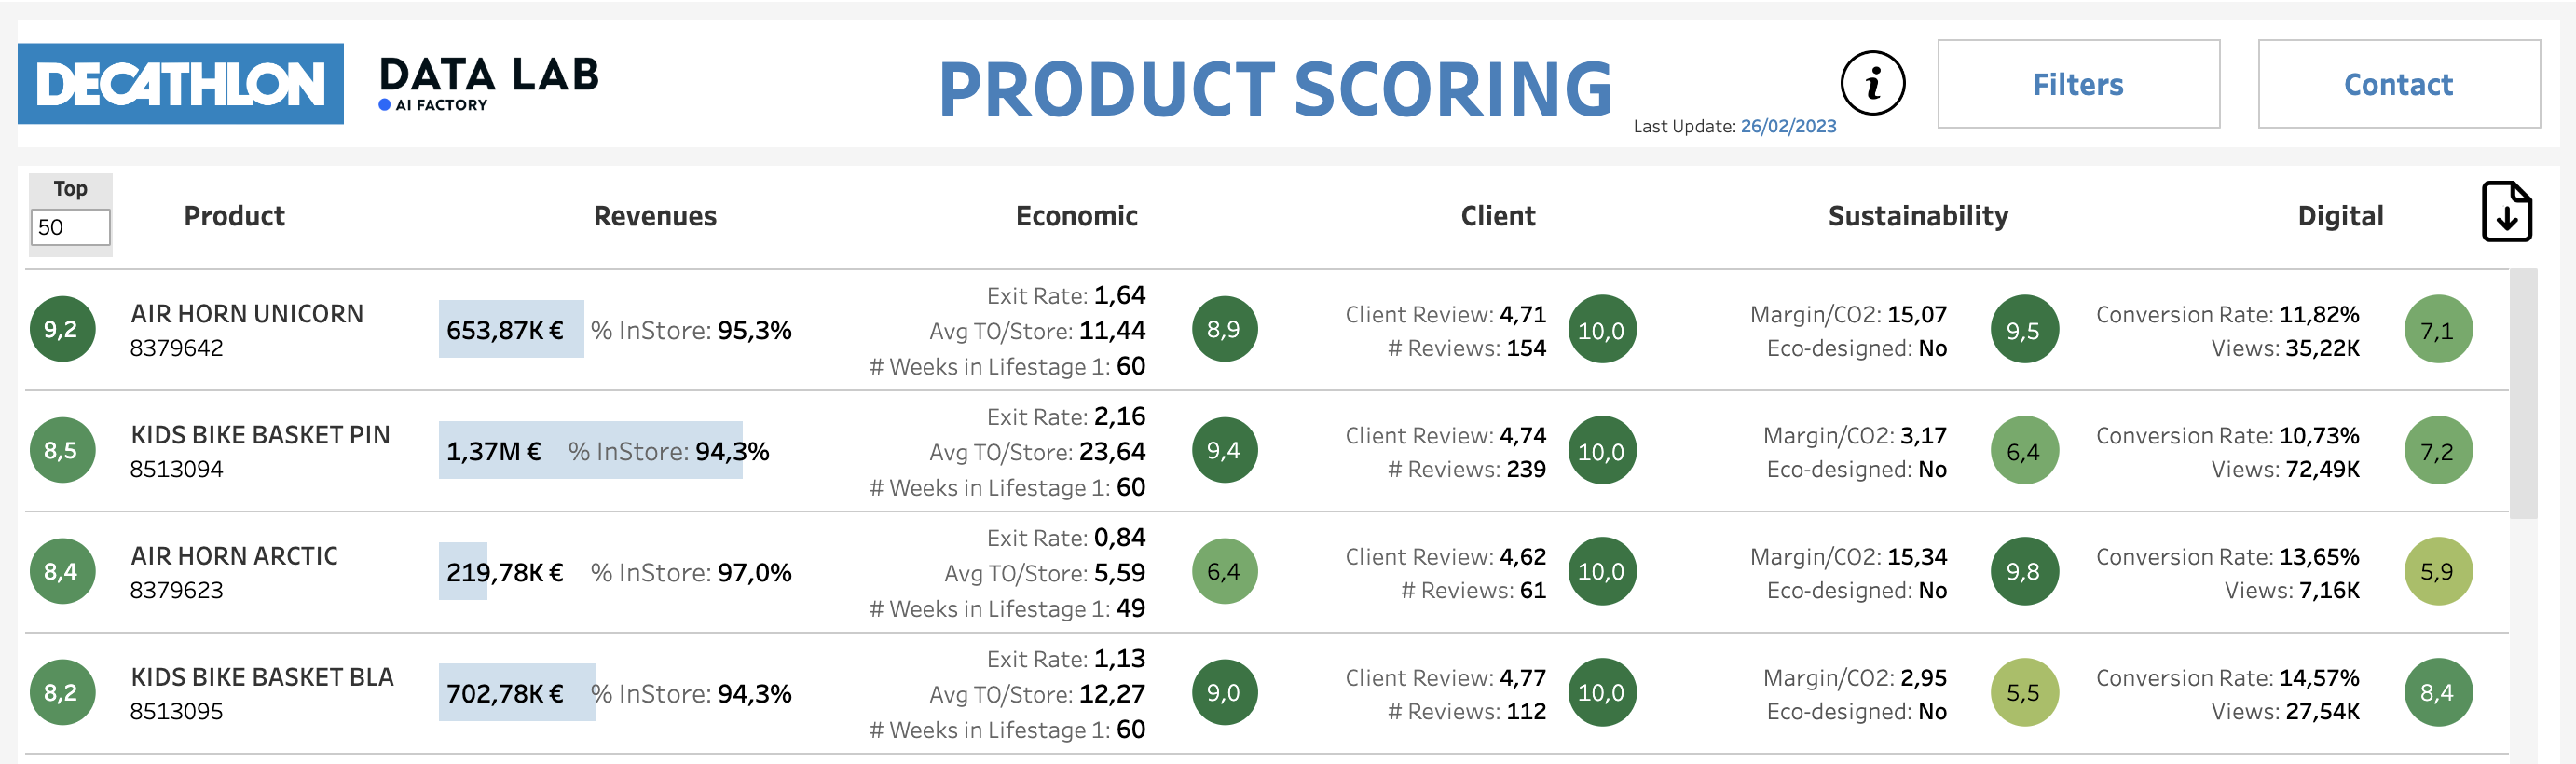 DECATHLON
DATA LAB
AI FACTORY
PRODUCT SCORING
Last Update: 26/02/2023
i
Filters
Contact
Top
50
Product
Revenues
Economic
Client
Sustainability
Digital
9,2
AIR HORN UNICORN
8379642
653,87K € % InStore: 95,3%
Exit Rate: 1,64
Avg TO/Store: 11,44
# Weeks in Lifestage 1: 60
8,9
Client Review: 4,71
# Reviews: 154
10,0
Margin/CO2: 15,07
Eco-designed: No
9,5
Conversion Rate: 11,82%
Views: 35,22K
7,1
8,5
KIDS BIKE BASKET PIN
8513094
1,37M € % InStore: 94,3%
Exit Rate: 2,16
Avg TO/Store: 23,64
# Weeks in Lifestage 1: 60
9,4
Client Review: 4,74
# Reviews: 239
10,0
Margin/CO2: 3,17
Eco-designed: No
6,4
Conversion Rate: 10,73%
Views: 72,49K
7,2
8,4
AIR HORN ARCTIC
8379623
219,78K € % InStore: 97,0%
Exit Rate: 0,84
Avg TO/Store: 5,59
# Weeks in Lifestage 1: 49
6,4
Client Review: 4,62
# Reviews: 61
10,0
Margin/CO2: 15,34
Eco-designed: No
9,8
Conversion Rate: 13,65%
Views: 7,16K
5,9
8,2
KIDS BIKE BASKET BLA
8513095
702,78K € % InStore: 94,3%
Exit Rate: 1,13
Avg TO/Store: 12,27
# Weeks in Lifestage 1: 60
9,0
Client Review: 4,77
# Reviews: 112
10,0
Margin/CO2: 2,95
Eco-designed: No
5,5
Conversion Rate: 14,57%
Views: 27,54K
8,4